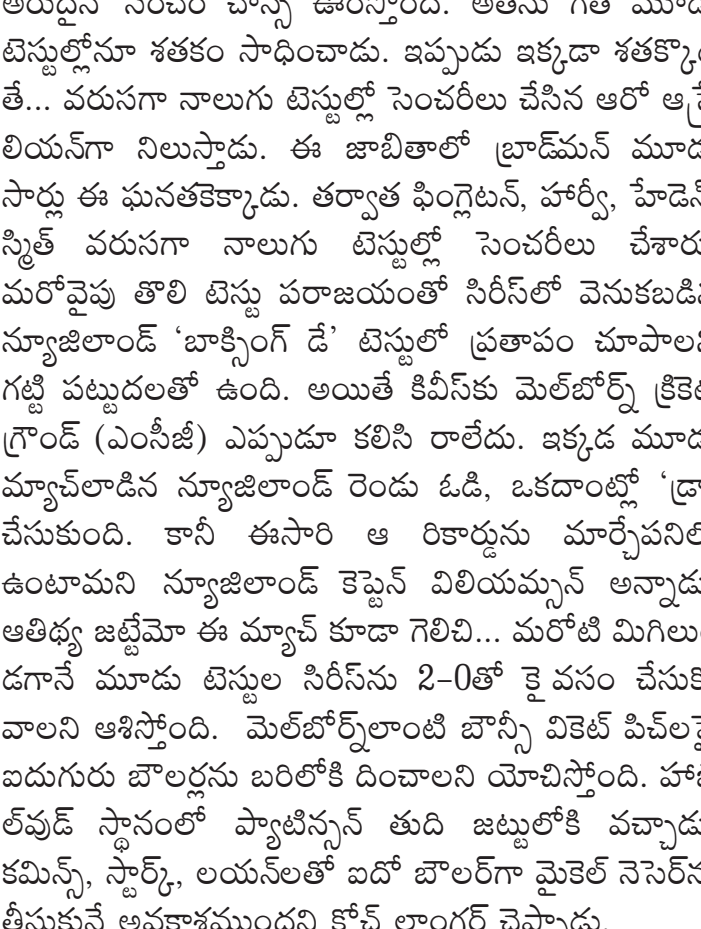 అరుదైన సెంచరీ చాన్స్ ఊరిస్తోంది. అతను గత మూడు
టెస్టుల్లోనూ శతకం సాధించాడు. ఇప్పుడు ఇక్కడా శతక్కొడి
తే... వరుసగా నాలుగు టెస్టుల్లో సెంచరీలు చేసిన ఆరో ఆస్ట్రే
లియన్‌గా నిలుస్తాడు. ఈ జాబితాలో బ్రాడ్‌మన్ మూడు
సార్లు ఈ ఘనతకెక్కాడు. తర్వాత ఫింగ్లెటన్, హార్వీ, హేడెన్
స్మిత్ వరుసగా నాలుగు టెస్టుల్లో సెంచరీలు చేశారు
మరోవైపు తొలి టెస్టు పరాజయంతో సిరీస్‌లో వెనుకబడిన
న్యూజిలాండ్ ‘బాక్సింగ్ డే’ టెస్టులో ప్రతాపం చూపాలని
గట్టి పట్టుదలతో ఉంది. అయితే కివీస్‌కు మెల్‌బోర్న్ క్రికెట్
గ్రౌండ్ (ఎంసీజీ) ఎప్పుడూ కలిసి రాలేదు. ఇక్కడ మూడు
మ్యాచ్‌లాడిన న్యూజిలాండ్ రెండు ఓడి, ఒకదాంట్లో ‘డ్రా
చేసుకుంది. కానీ ఈసారి ఆ రికార్డును మార్చేపనిలో
ఉంటామని న్యూజిలాండ్ కెప్టెన్ విలియమ్సన్ అన్నాడు
ఆతిథ్య జట్టేమో ఈ మ్యాచ్ కూడా గెలిచి... మరోటి మిగిలుం
డగానే మూడు టెస్టుల సిరీస్‌ను 2–0తో కై వసం చేసుకో
వాలని ఆశిస్తోంది. మెల్‌బోర్న్‌లాంటి బౌన్సీ వికెట్ పిచ్‌లపై
ఐదుగురు బౌలర్లను బరిలోకి దించాలని యోచిస్తోంది. హాజ
ల్‌వుడ్ స్థానంలో ప్యాటిన్సన్ తుది జట్టులోకి వచ్చాడు
కమిన్స్, స్టార్క్, లయన్‌లతో ఐదో బౌలర్‌గా మైకెల్ నెసెర్‌ను
తీసుకునే అవకాశముందని కోచ్ లాంగర్ చెప్పాడు.